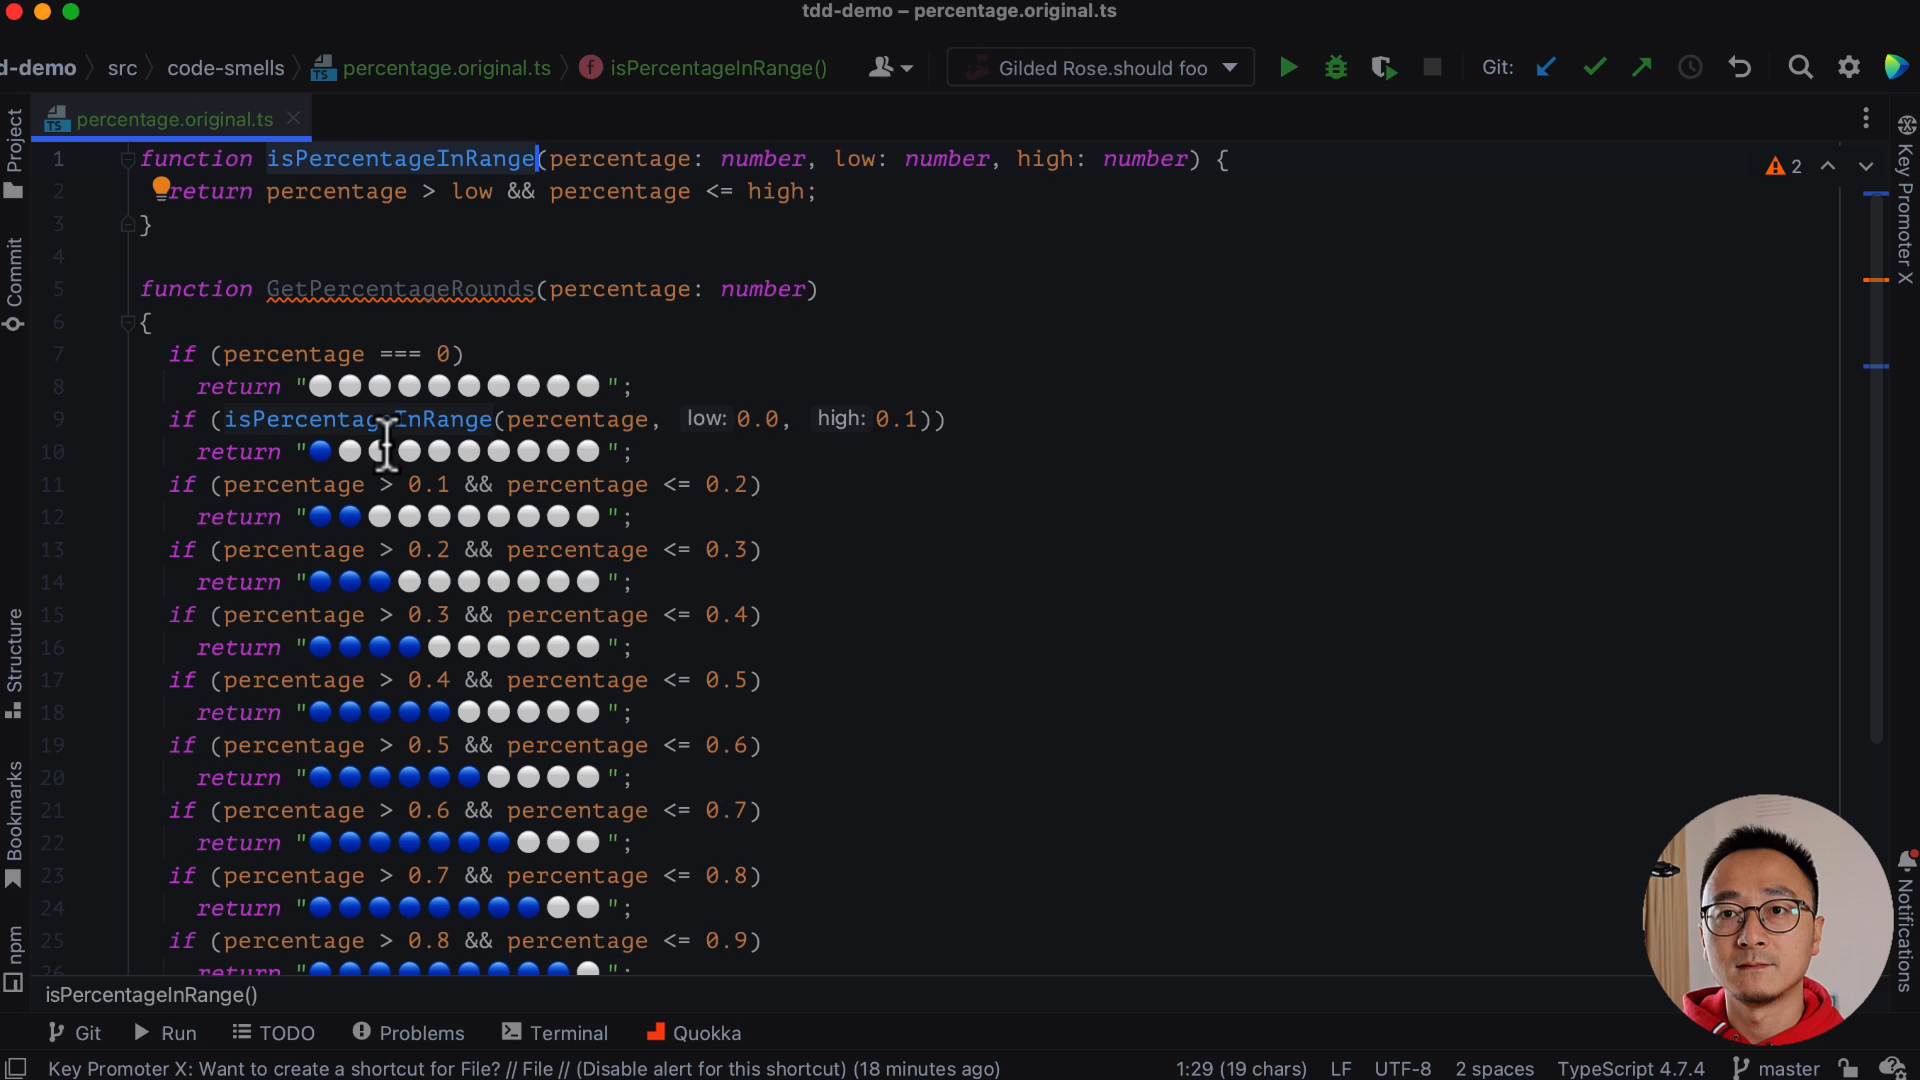 tdd-demo – percentage.original.ts
d-demo src code-smells percentage.original.ts isPercentageInRange() Gilded Rose.should foo Git:
percentage.original.ts
1 function isPercentageInRange(percentage: number, low: number, high: number) {
2 return percentage > low && percentage <= high;
3 }
4
5 function GetPercentageRounds(percentage: number)
6 {
7 if (percentage === 0)
8 return "⚪⚪⚪⚪⚪⚪⚪⚪⚪⚪";
9 if (isPercentageInRange(percentage, low: 0.0, high: 0.1))
10 return "🔵⚪⚪⚪⚪⚪⚪⚪⚪⚪";
11 if (percentage > 0.1 && percentage <= 0.2)
12 return "🔵🔵⚪⚪⚪⚪⚪⚪⚪⚪";
13 if (percentage > 0.2 && percentage <= 0.3)
14 return "🔵🔵🔵⚪⚪⚪⚪⚪⚪⚪";
15 if (percentage > 0.3 && percentage <= 0.4)
16 return "🔵🔵🔵🔵⚪⚪⚪⚪⚪⚪";
17 if (percentage > 0.4 && percentage <= 0.5)
18 return "🔵🔵🔵🔵🔵⚪⚪⚪⚪⚪";
19 if (percentage > 0.5 && percentage <= 0.6)
20 return "🔵🔵🔵🔵🔵🔵⚪⚪⚪⚪";
21 if (percentage > 0.6 && percentage <= 0.7)
22 return "🔵🔵🔵🔵🔵🔵🔵⚪⚪⚪";
23 if (percentage > 0.7 && percentage <= 0.8)
24 return "🔵🔵🔵🔵🔵🔵🔵🔵⚪⚪";
25 if (percentage > 0.8 && percentage <= 0.9)
26 return "🔵🔵🔵🔵🔵🔵🔵🔵🔵⚪";
2
Project
Commit
Structure
Bookmarks
npm
Key Promoter X
Notifications
isPercentageInRange()
Git Run TODO Problems Terminal Quokka
Key Promoter X: Want to create a shortcut for File? // File // (Disable alert for this shortcut) (18 minutes ago) 1:29 (19 chars) LF UTF-8 2 spaces TypeScript 4.7.4 master